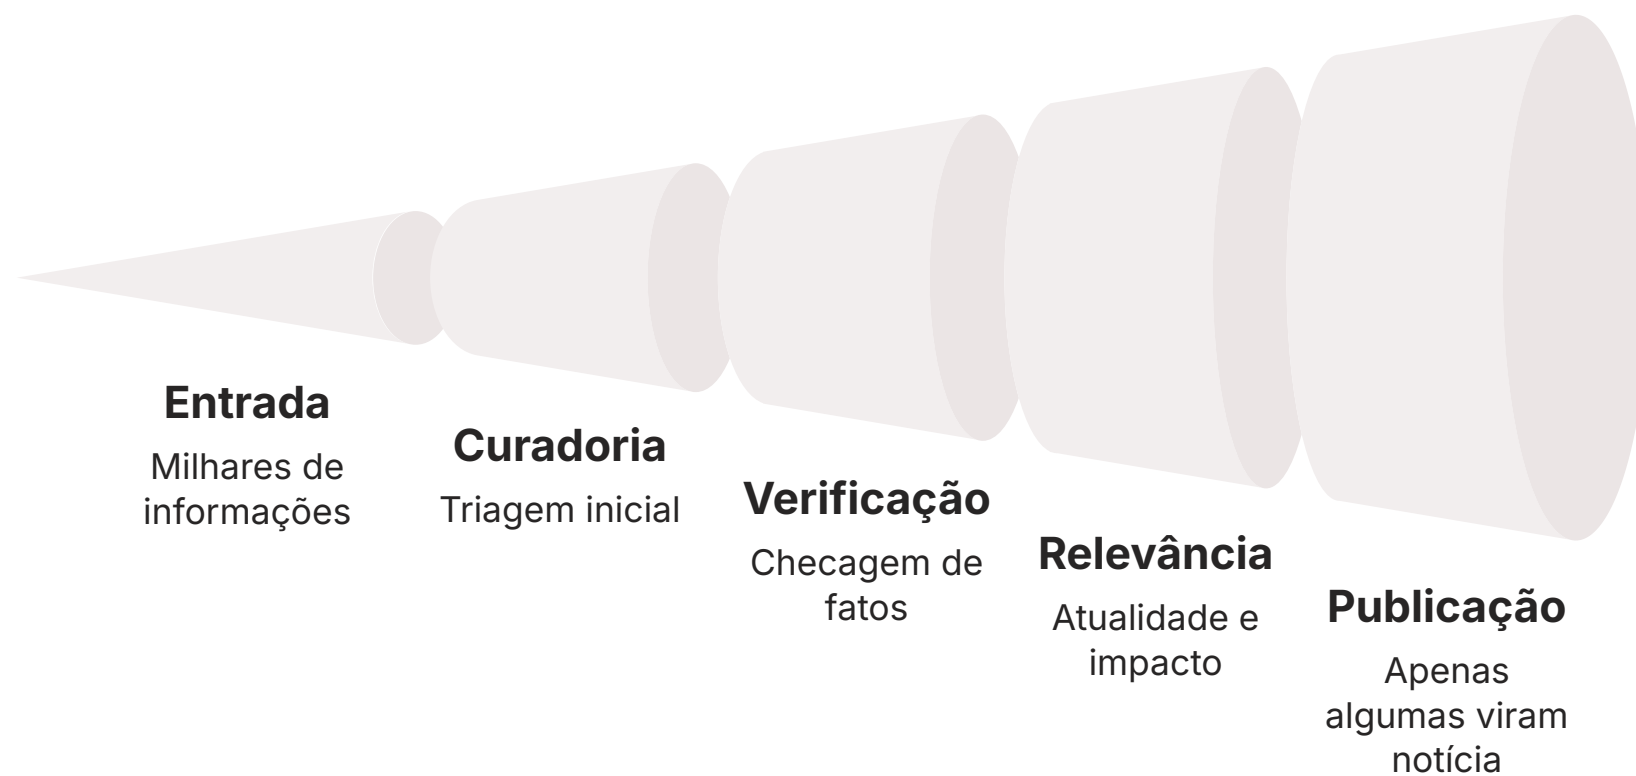 Entrada
Milhares de
informações
Curadoria
Triagem inicial
Verificação
Checagem de
fatos
Relevância
Atualidade e
impacto
Publicação
Apenas
algumas viram
notícia